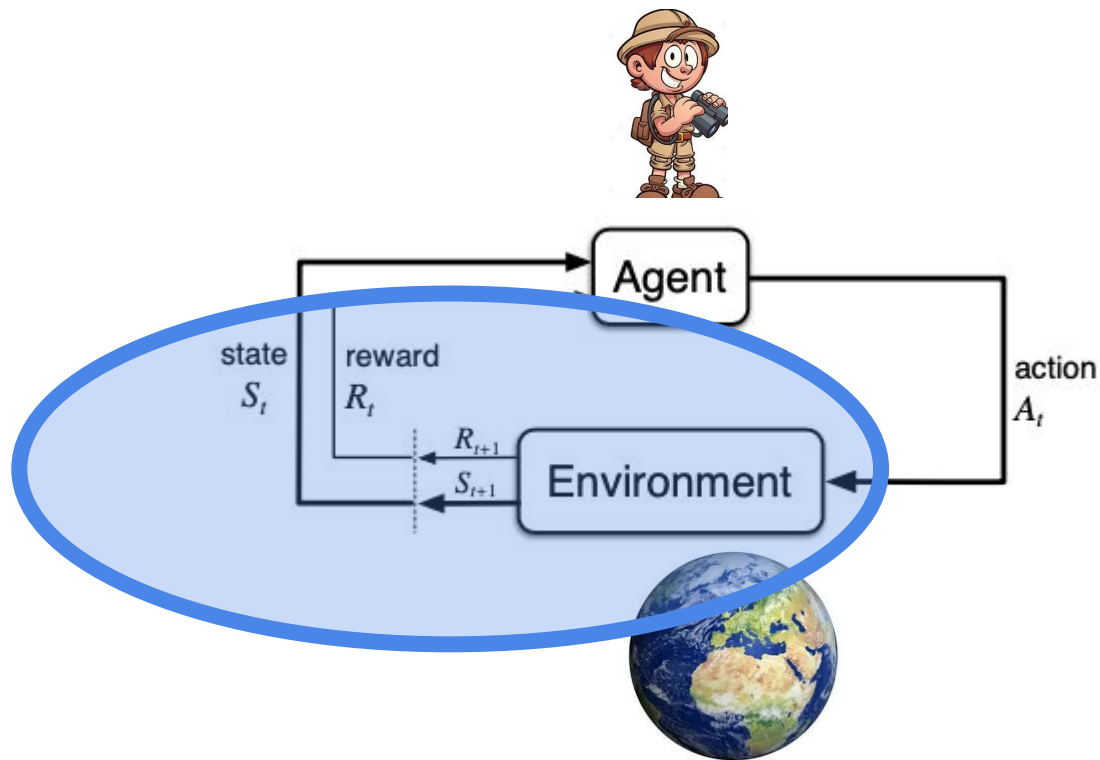 Agent
state
S_t
reward
R_t
action
A_t
R_{t+1}
S_{t+1}
Environment